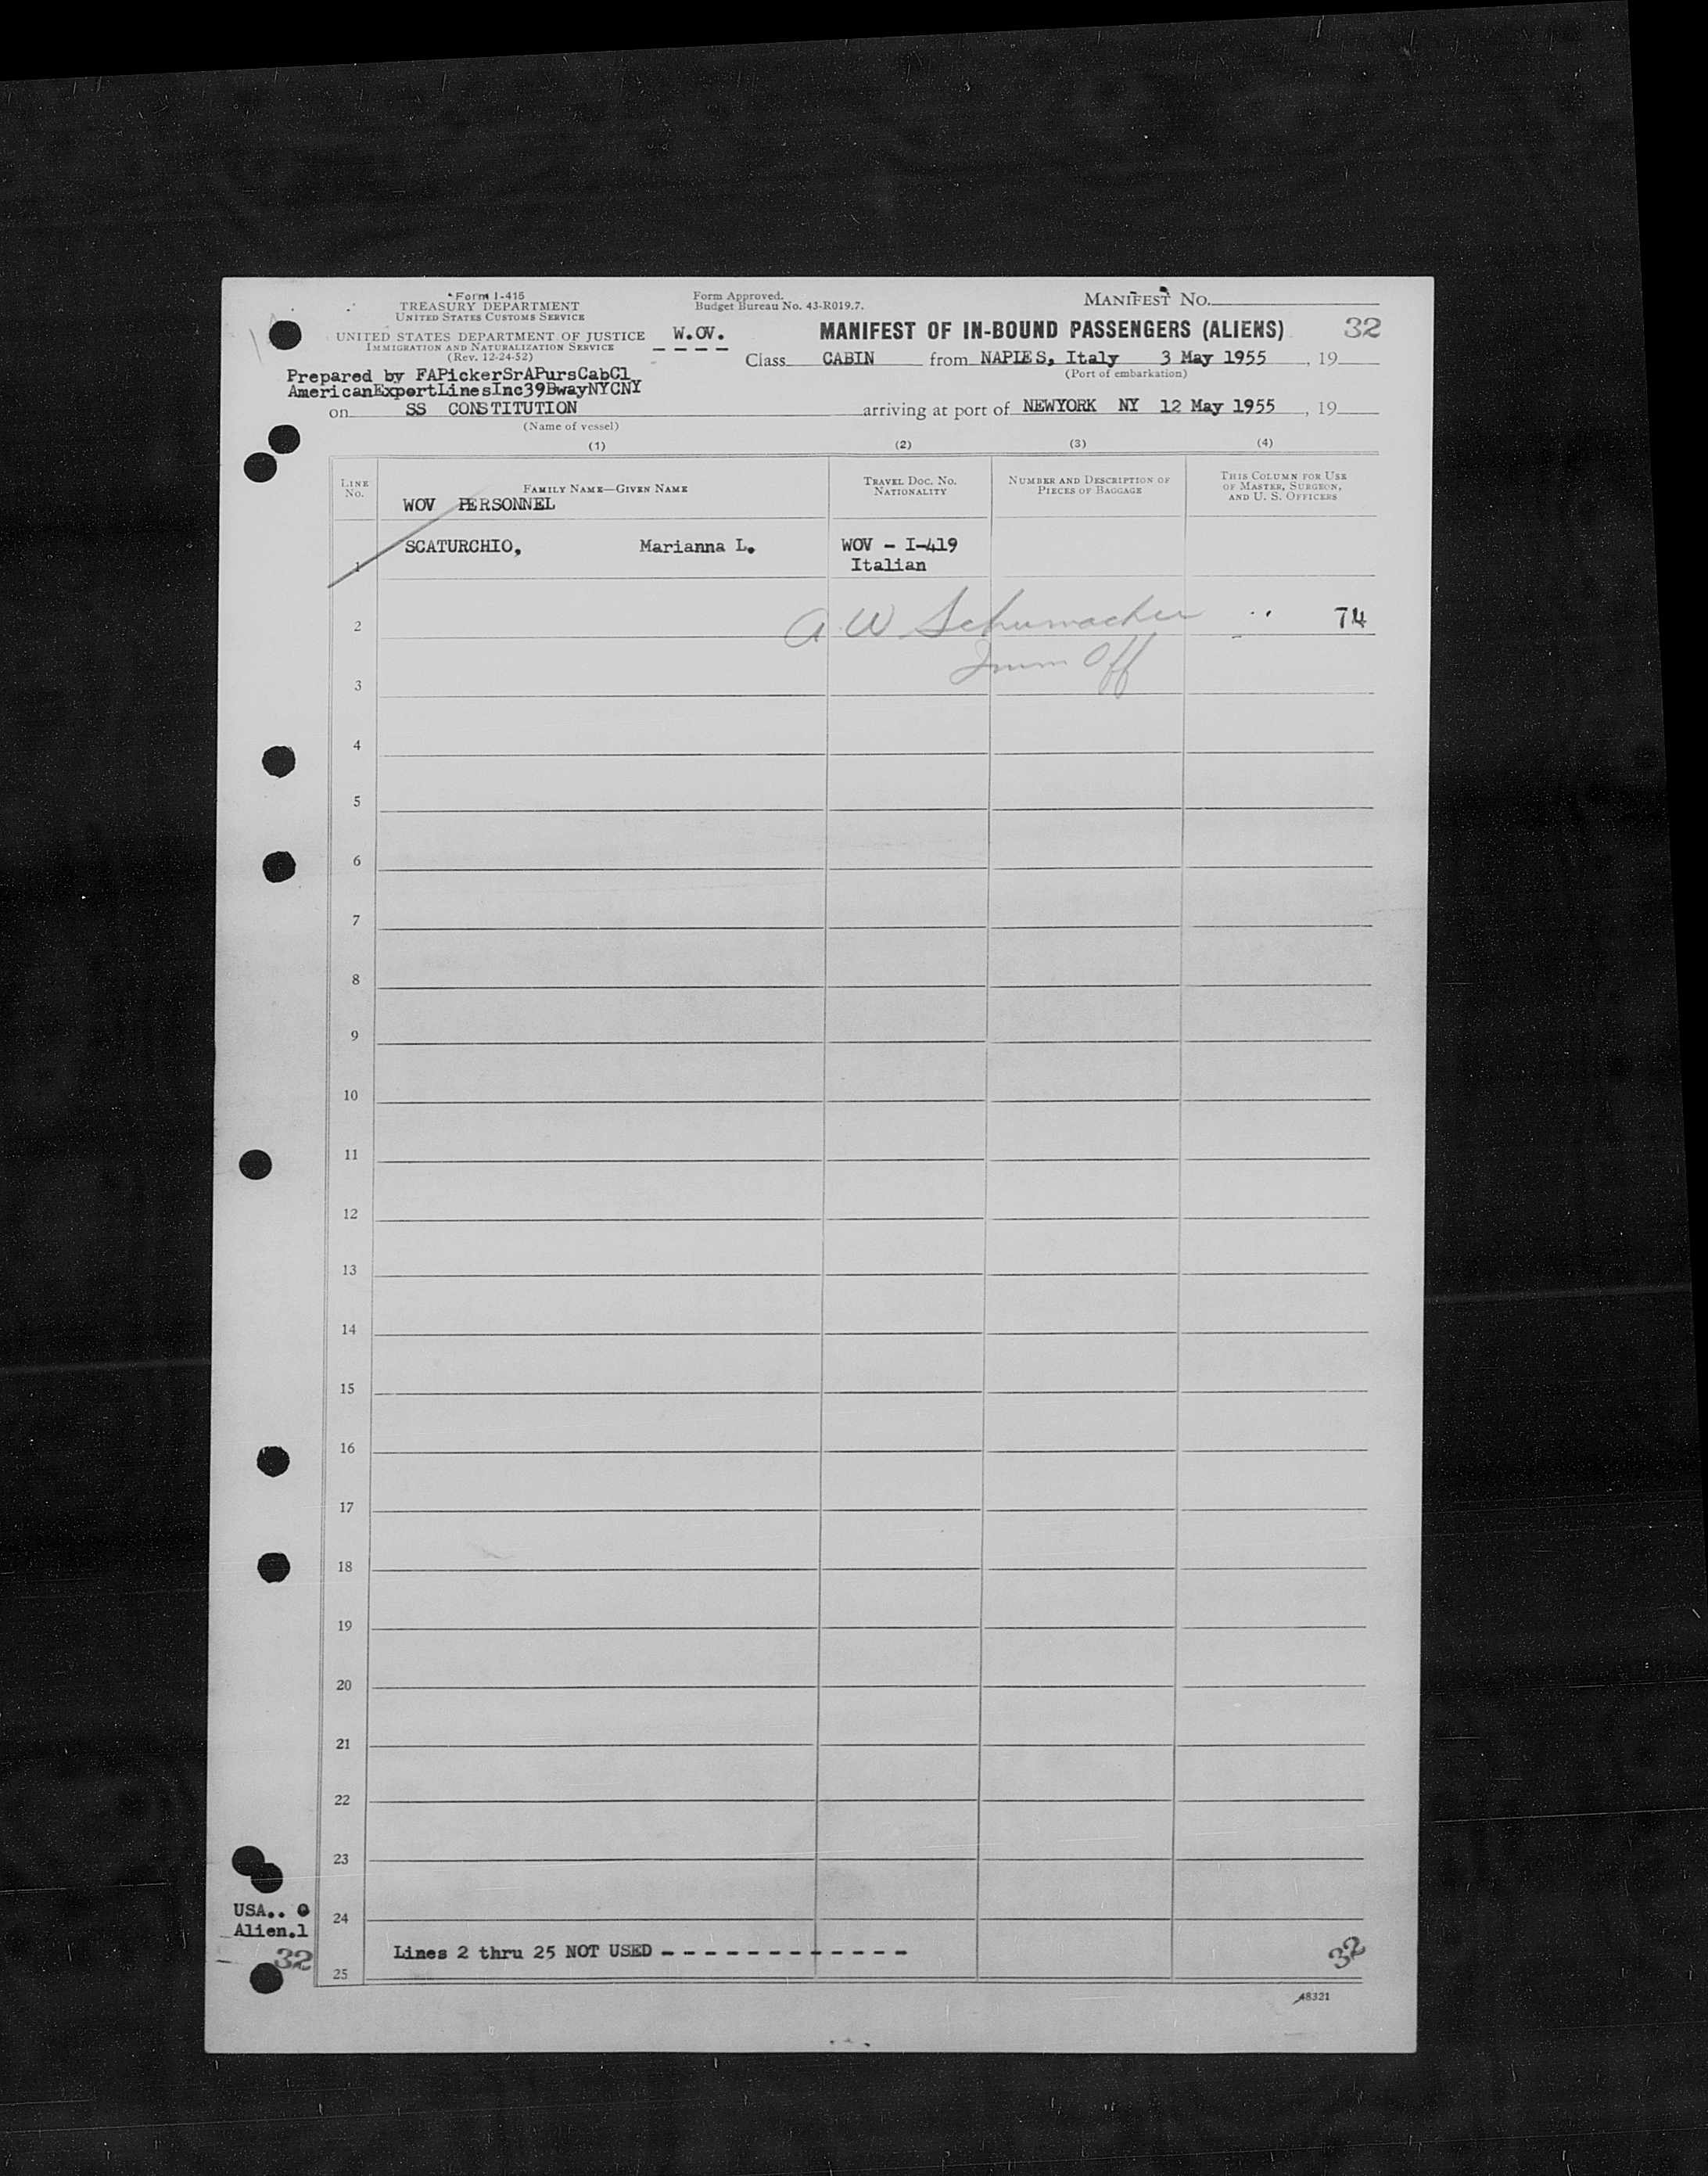 Form I-415
TREASURY DEPARTMENT
UNITED STATES CUSTOMS SERVICE
UNITED STATES DEPARTMENT OF JUSTICE
IMMIGRATION AND NATURALIZATION SERVICE
(Rev. 12-24-52)
Form Approved.
Budget Bureau No. 43-R019.7.
MANIFEST NO.
W.OV.
MANIFEST OF IN-BOUND PASSENGERS (ALIENS)
32
Class CABIN from NAPLES, Italy 3 May 1955, 19
(Port of embarkation)
Prepared by FAPickerSrAPursCabCl
AmericanExportLinesInc39BwayNYCNY
on SS CONSTITUTION arriving at port of NEWYORK NY 12 May 1955, 19
(Name of vessel)
(1) (2) (3) (4)
LINE No.
FAMILY NAME—GIVEN NAME
TRAVEL DOC. NO. NATIONALITY
NUMBER AND DESCRIPTION OF PIECES OF BAGGAGE
THIS COLUMN FOR USE OF MASTER, SURGEON, AND U. S. OFFICERS
WOV PERSONNEL
1 SCATURCHIO, Marianna L. WOV - I-419
Italian
2 A W Schumacher 74
Imm Off
3
4
5
6
7
8
9
10
11
12
13
14
15
16
17
18
19
20
21
22
23
USA.. 0
Alien.1
24
32
Lines 2 thru 25 NOT USED - - - - - - - - - - - -
32
25
48321